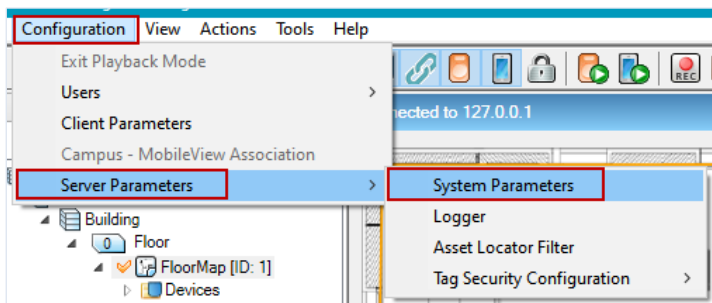 Configuration View Actions Tools Help
Exit Playback Mode
REC
Users
nected to 127.0.0.1
Client Parameters
Campus - MobileView Association
Server Parameters
System Parameters
Building
Logger
0 Floor
Asset Locator Filter
FloorMap [ID: 1]
Tag Security Configuration
Devices